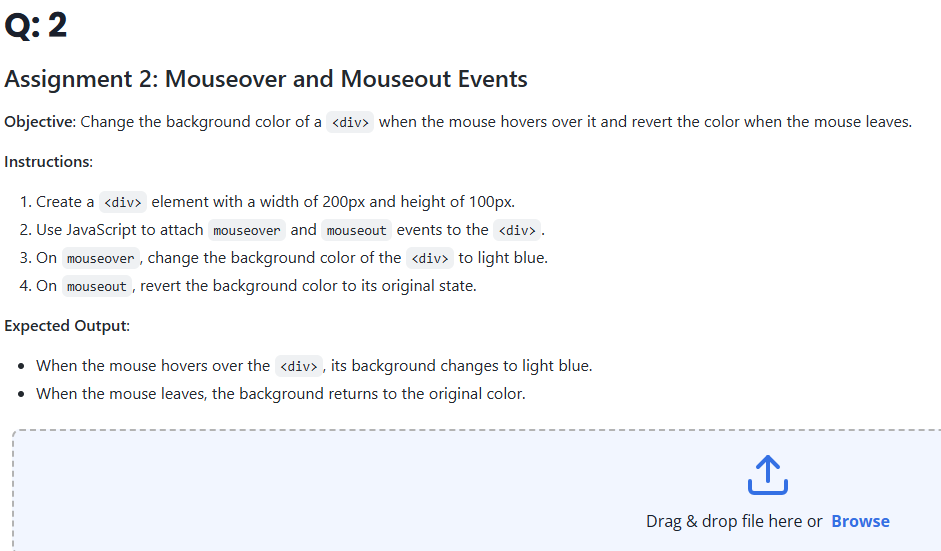 Q: 2
Assignment 2: Mouseover and Mouseout Events
Objective: Change the background color of a <div> when the mouse hovers over it and revert the color when the mouse leaves.
Instructions:
1. Create a <div> element with a width of 200px and height of 100px.
2. Use JavaScript to attach mouseover and mouseout events to the <div>.
3. On mouseover, change the background color of the <div> to light blue.
4. On mouseout, revert the background color to its original state.
Expected Output:
• When the mouse hovers over the <div>, its background changes to light blue.
• When the mouse leaves, the background returns to the original color.
Drag & drop file here or Browse